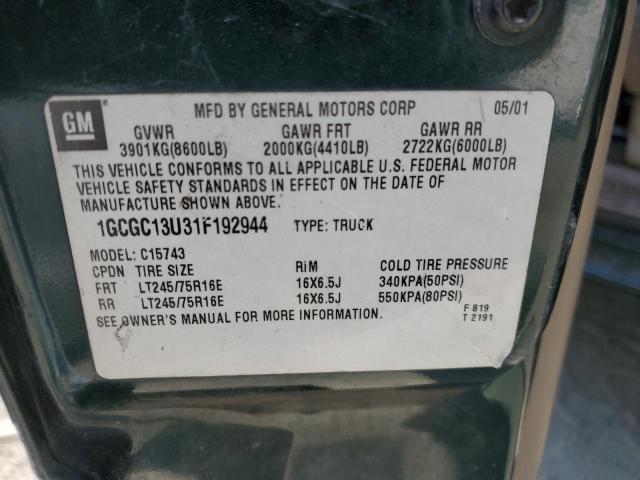 GM
MFD BY GENERAL MOTORS CORP 05/01
GVWR GAWR FRT GAWR RR
3901KG(8600LB) 2000KG(4410LB) 2722KG(6000LB)
THIS VEHICLE CONFORMS TO ALL APPLICABLE U.S. FEDERAL MOTOR
VEHICLE SAFETY STANDARDS IN EFFECT ON THE DATE OF
MANUFACTURE SHOWN ABOVE.
1GCGC13U31F192944 TYPE: TRUCK
MODEL: C15743
CPDN TIRE SIZE RIM COLD TIRE PRESSURE
FRT LT245/75R16E 16X6.5J 340KPA(50PSI)
RR LT245/75R16E 16X6.5J 550KPA(80PSI)
SEE OWNER'S MANUAL FOR MORE INFORMATION.
F 819
T 2191